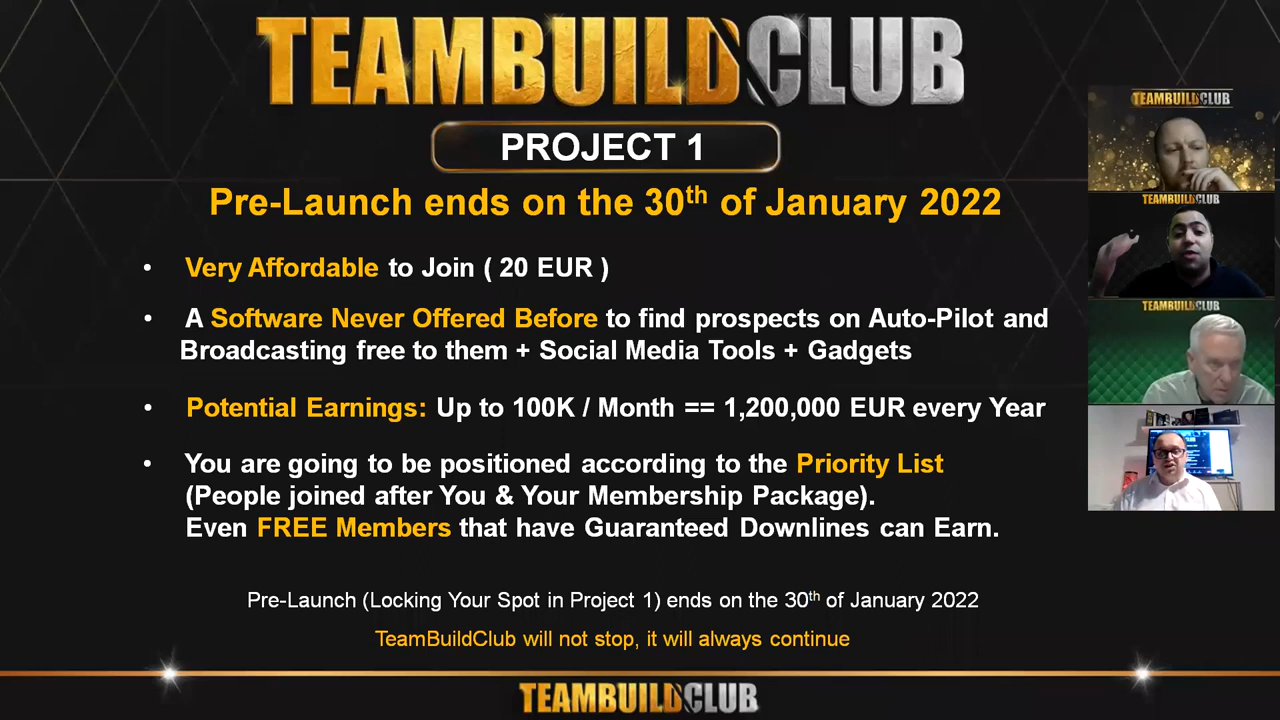 TEAMBUILDCLUB
PROJECT 1
Pre-Launch ends on the 30th of January 2022
• Very Affordable to Join ( 20 EUR )
• A Software Never Offered Before to find prospects on Auto-Pilot and
Broadcasting free to them + Social Media Tools + Gadgets
• Potential Earnings: Up to 100K / Month == 1,200,000 EUR every Year
• You are going to be positioned according to the Priority List
(People joined after You & Your Membership Package).
Even FREE Members that have Guaranteed Downlines can Earn.
Pre-Launch (Locking Your Spot in Project 1) ends on the 30th of January 2022
TeamBuildClub will not stop, it will always continue
TEAMBUILDCLUB
TEAMBUILDCLUB
TEAMBUILDCLUB
TEAMBUILDCLUB